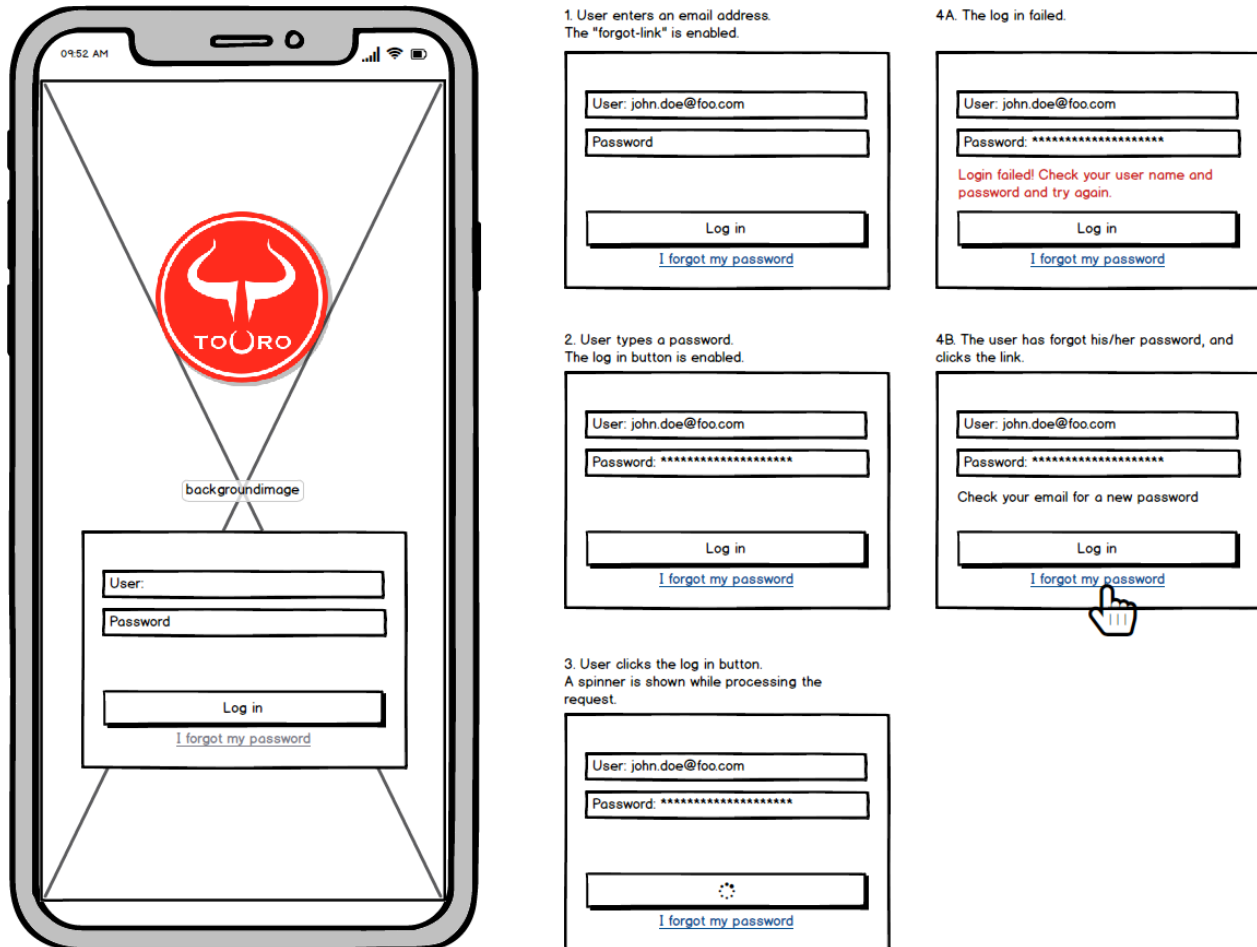 09:52 AM
TOURO
backgroundimage
User:
Password
Log in
I forgot my password
1. User enters an email address.
The "forgot-link" is enabled.
User: john.doe@foo.com
Password
Log in
I forgot my password
2. User types a password.
The log in button is enabled.
User: john.doe@foo.com
Password: ********************
Log in
I forgot my password
3. User clicks the log in button.
A spinner is shown while processing the
request.
User: john.doe@foo.com
Password: ********************
I forgot my password
4A. The log in failed.
User: john.doe@foo.com
Password: ********************
Login failed! Check your user name and
password and try again.
Log in
I forgot my password
4B. The user has forgot his/her password, and
clicks the link.
User: john.doe@foo.com
Password: ********************
Check your email for a new password
Log in
I forgot my password